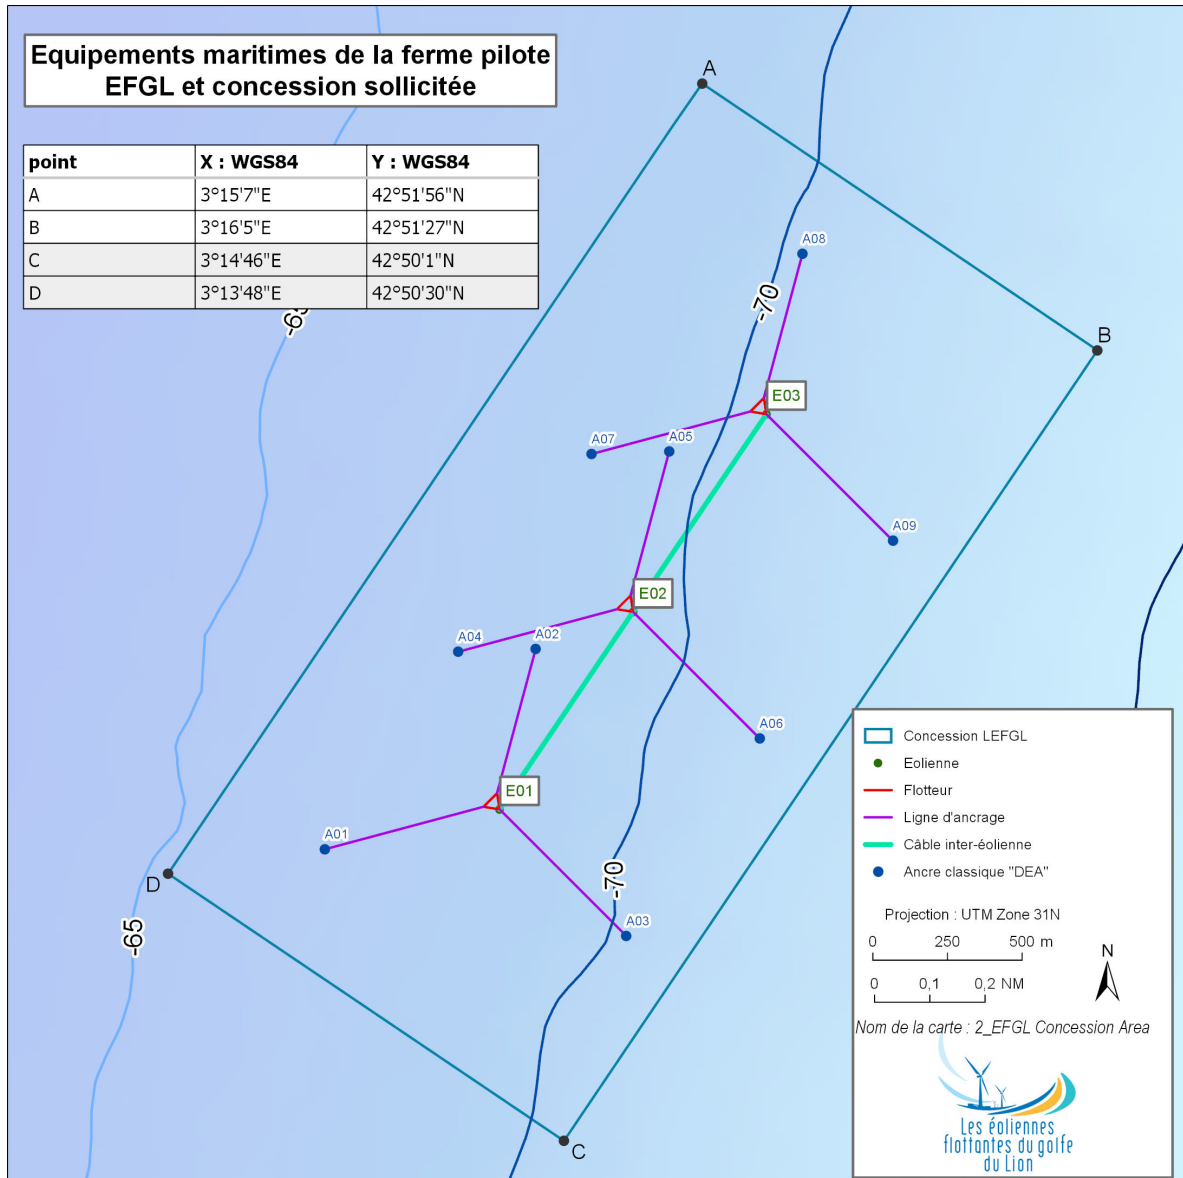 Equipements maritimes de la ferme pilote
EFGL et concession sollicitée
point X : WGS84 Y : WGS84
A 3°15'7"E 42°51'56"N
B 3°16'5"E 42°51'27"N
C 3°14'46"E 42°50'1"N
D 3°13'48"E 42°50'30"N
A
A08
-65
-70
B
E03
A07
A05
A09
E02
A04
A02
A06
E01
A01
D
-70
-65
A03
C
Concession LEFGL
Eolienne
Flotteur
Ligne d'ancrage
Câble inter-éolienne
Ancre classique "DEA"
Projection : UTM Zone 31N
0 250 500 m
N
0 0,1 0,2 NM
Nom de la carte : 2_EFGL Concession Area
Les éoliennes
flottantes du golfe
du Lion